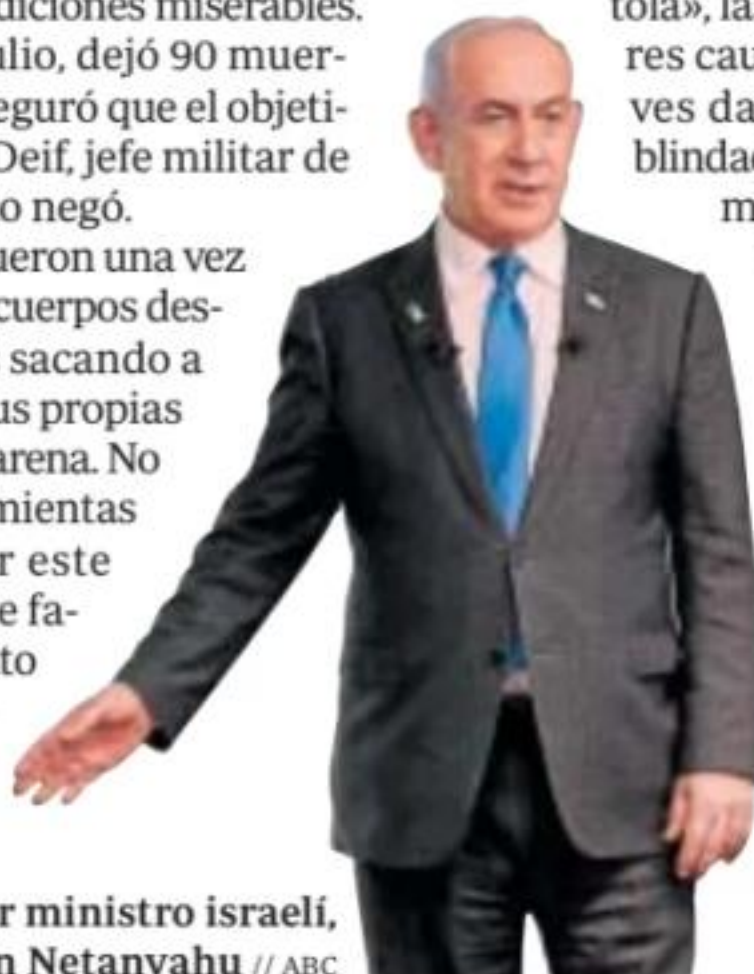 diciones miserables.
ulio, dejó 90 muer-
eguró que el objeti-
Deif, jefe militar de
o negó.
ueron una vez
cuerpos des-
sacando a
us propias
arena. No
mientas
r este
e fa-
to
r ministro israelí,
n Netanyahu // ABC
tola», la
res cau
ves da
blindad
m